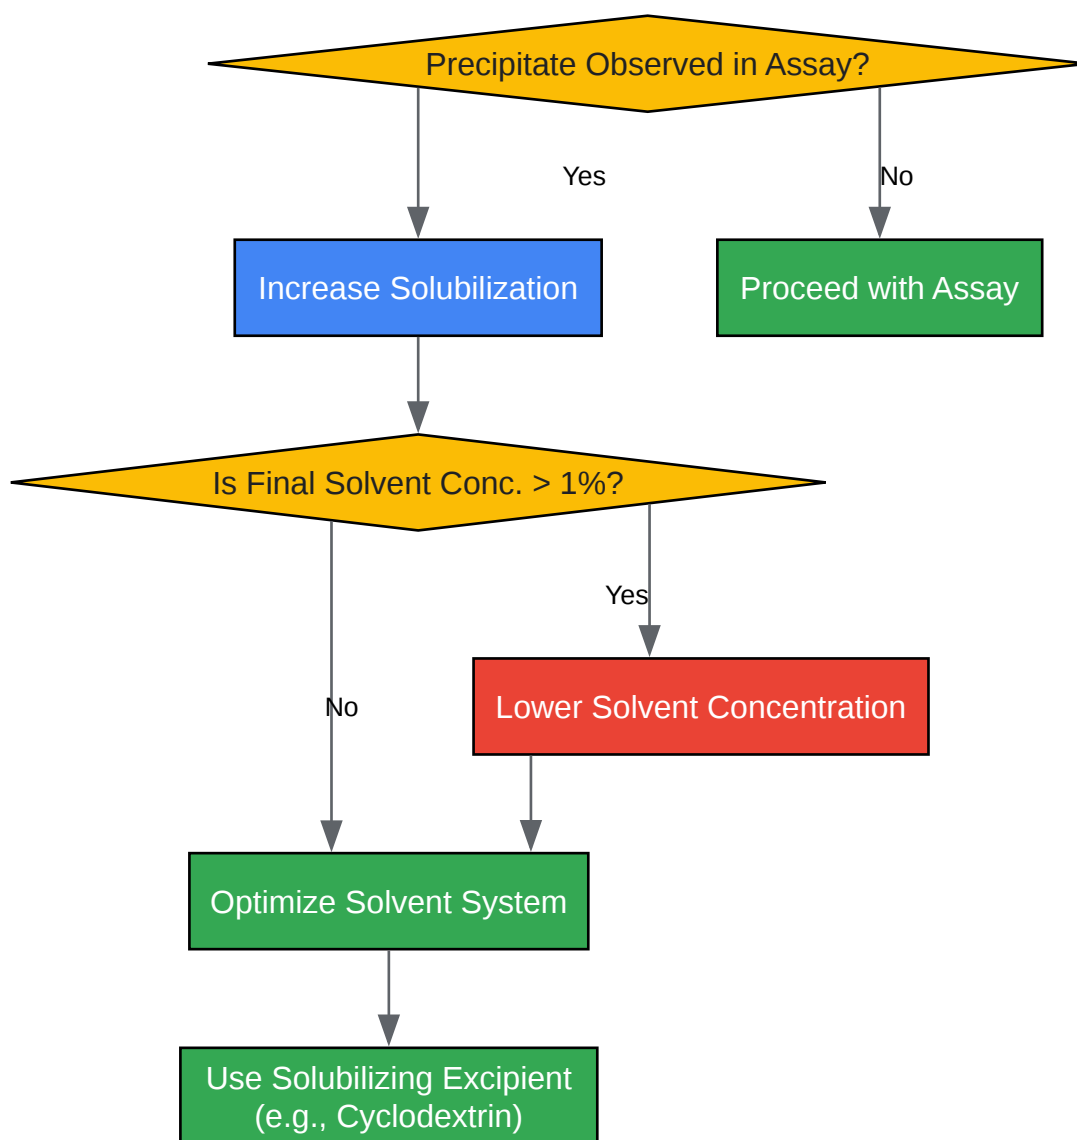 Precipitate Observed in Assay?
Yes
No
Increase Solubilization
Proceed with Assay
Is Final Solvent Conc. > 1%?
Yes
Lower Solvent Concentration
No
Optimize Solvent System
Use Solubilizing Excipient
(e.g., Cyclodextrin)